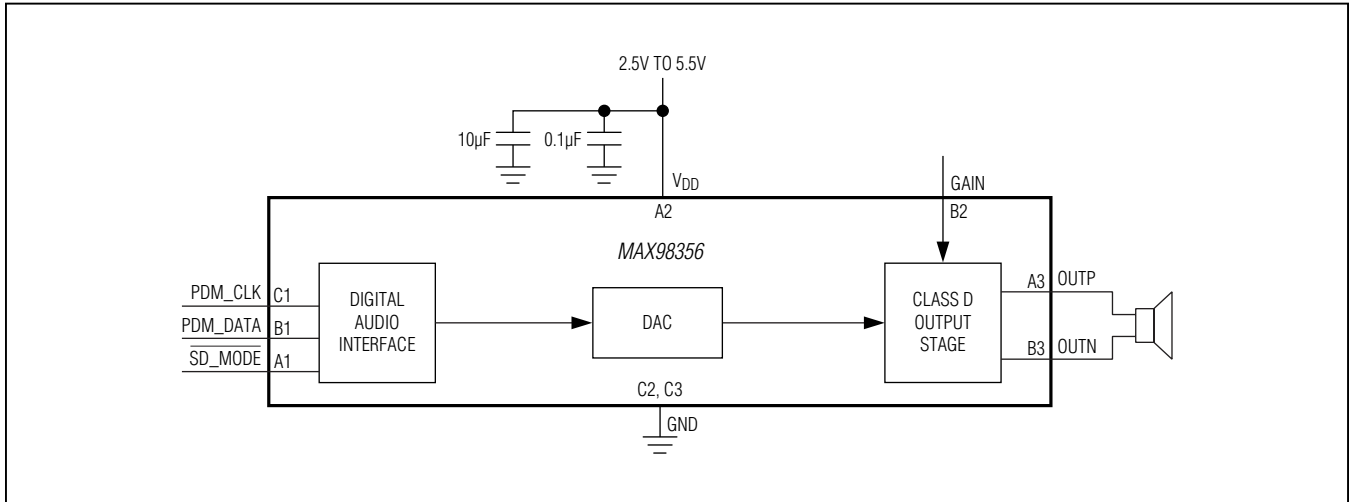 2.5V TO 5.5V
10µF
0.1µF
VDD
GAIN
A2
B2
MAX98356
PDM_CLK
C1
PDM_DATA
B1
SD_MODE
A1
DIGITAL
AUDIO
INTERFACE
DAC
CLASS D
OUTPUT
STAGE
A3
OUTP
B3
OUTN
C2, C3
GND